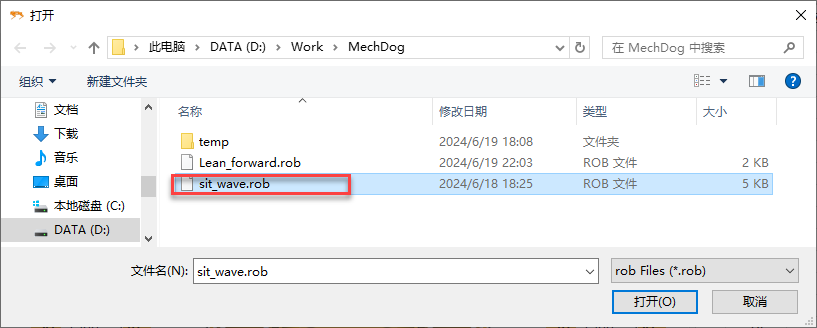 打开
此电脑 > DATA (D:) > Work > MechDog
在 MechDog 中搜索
组织 新建文件夹
文档
下载
音乐
桌面
本地磁盘 (C:)
DATA (D:)
名称 修改日期 类型 大小
temp 2024/6/19 18:08 文件夹
Lean_forward.rob 2024/6/19 22:03 ROB 文件 2 KB
sit_wave.rob 2024/6/18 18:25 ROB 文件 5 KB
文件名(N): sit_wave.rob rob Files (*.rob)
打开(O) 取消